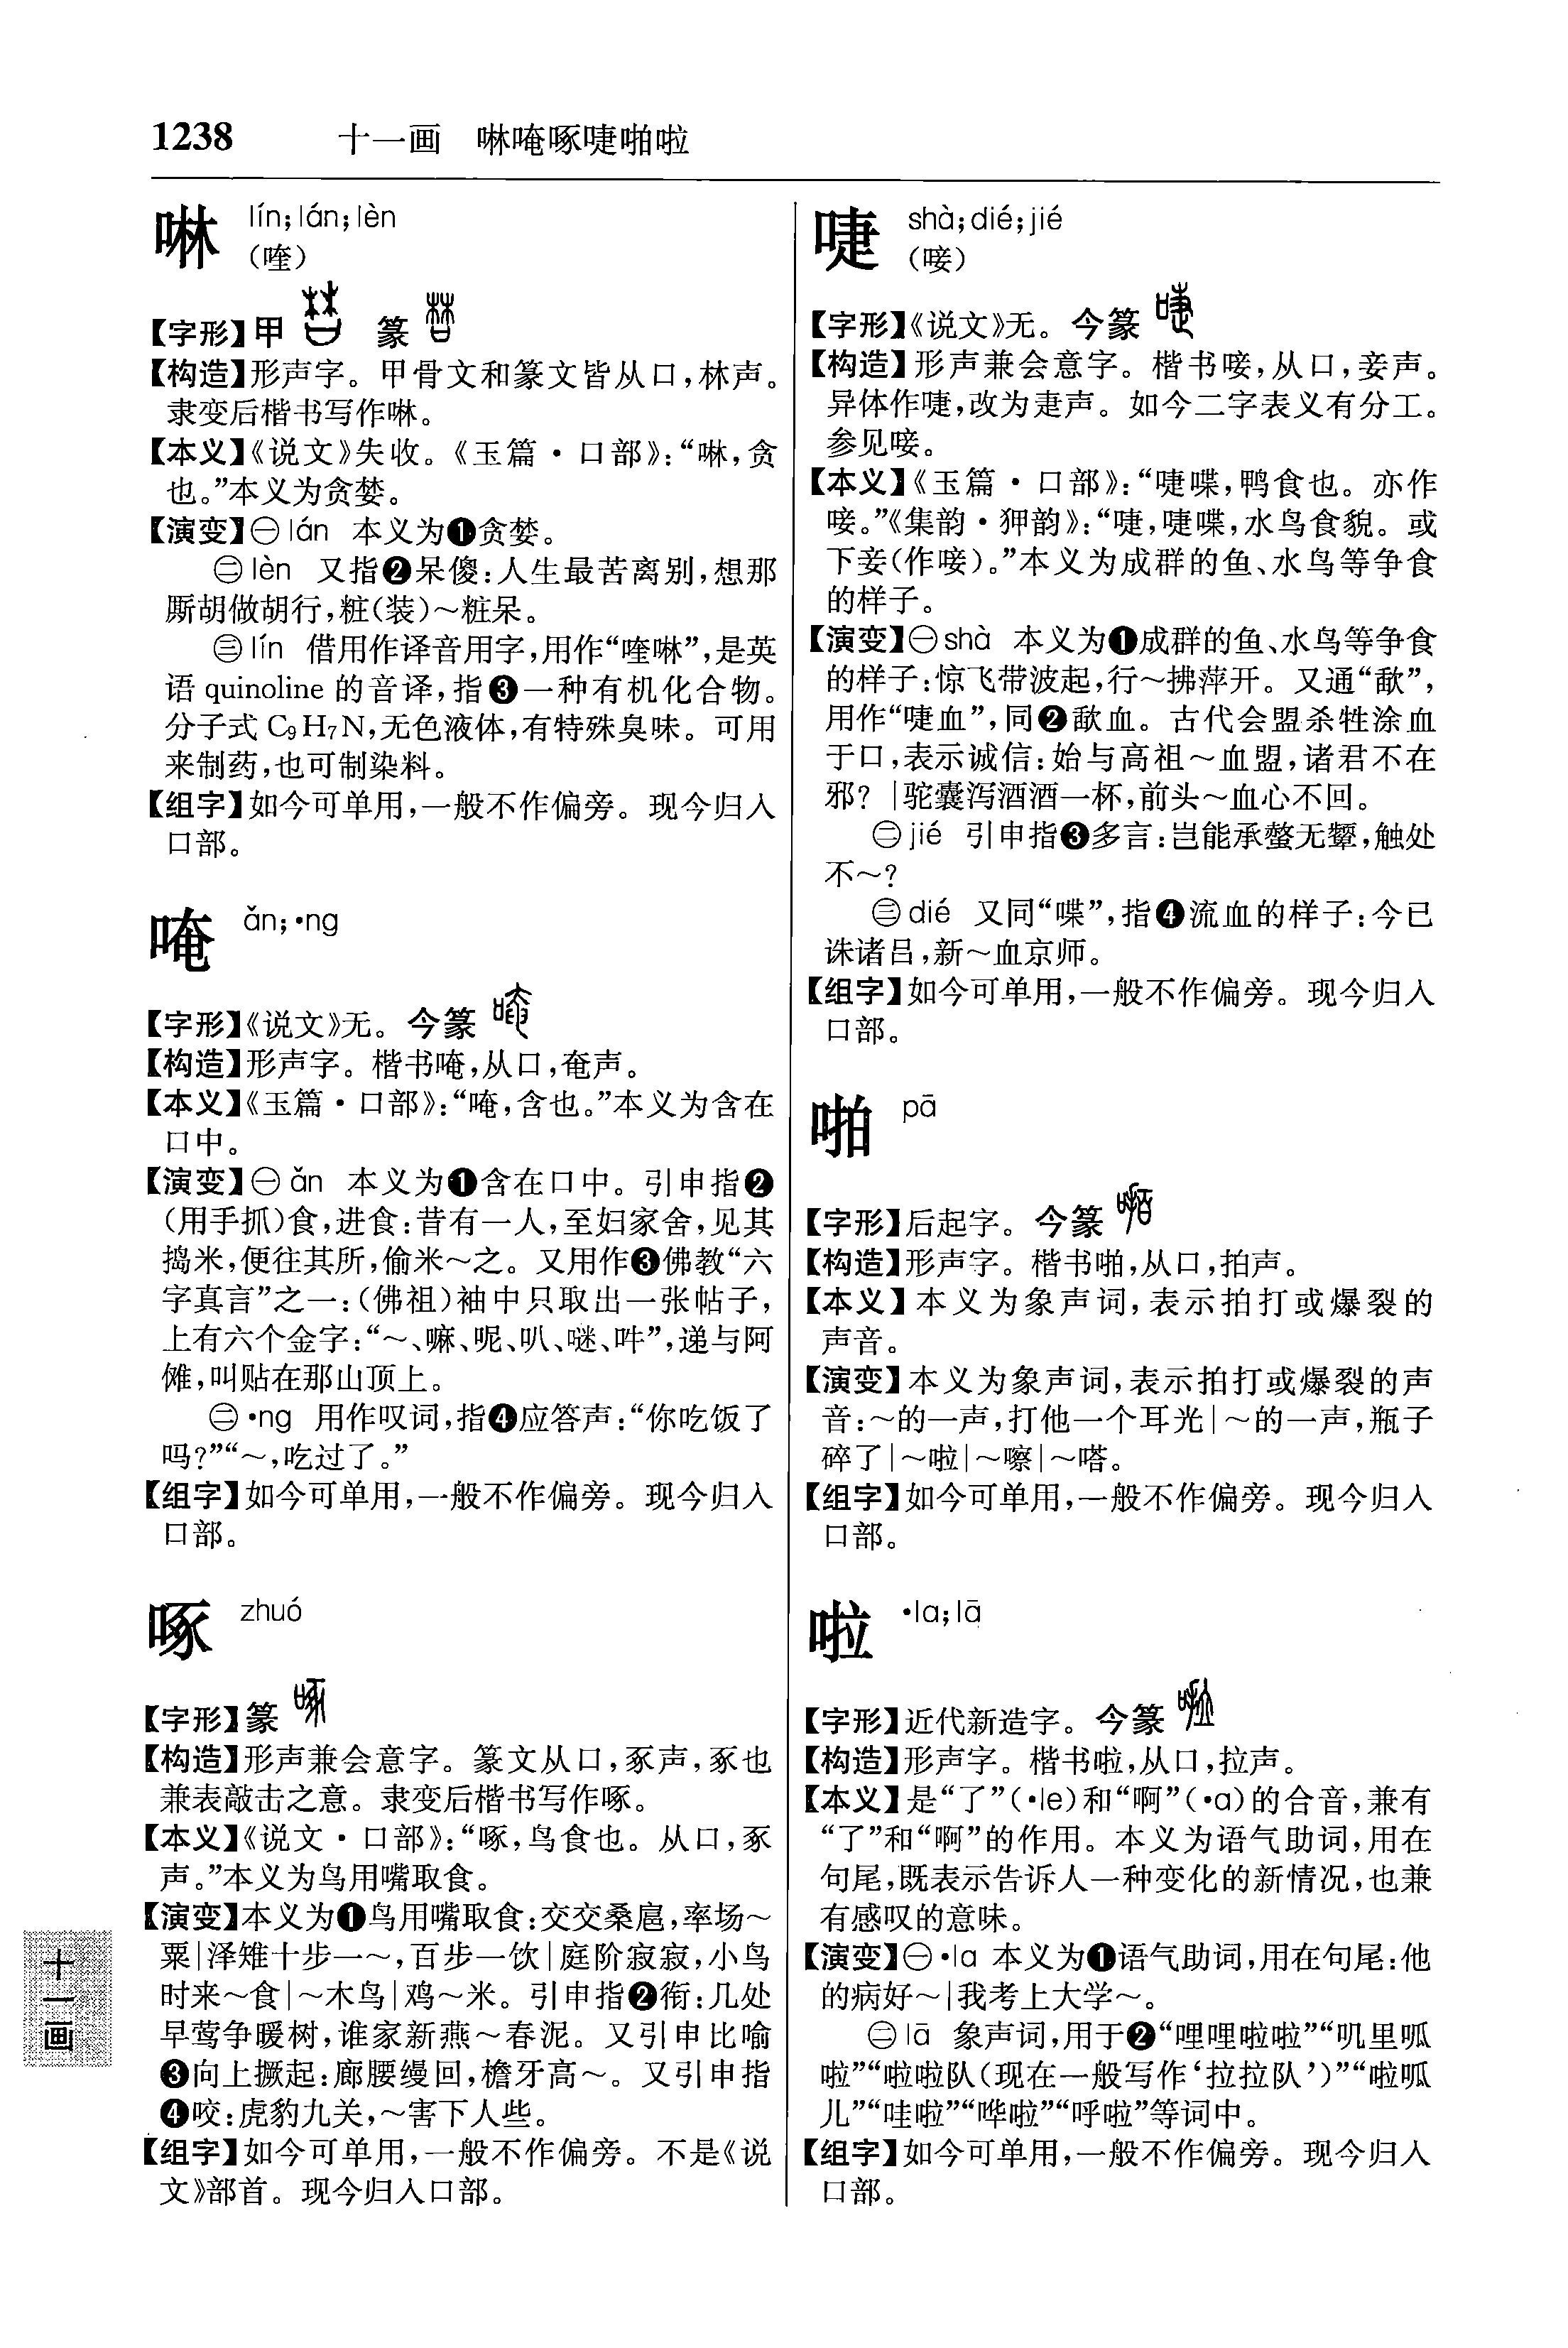 1238 十一画 啉唵啄啑啪啦
啉 lín;lán;lèn
（喹）
【字形】甲 篆
【构造】形声字。甲骨文和篆文皆从口，林声。
隶变后楷书写作啉。
【本义】《说文》失收。《玉篇·口部》：“啉，贪
也。”本义为贪婪。
【演变】㊀lán 本义为❶贪婪。
㊁lèn 又指❷呆傻：人生最苦离别，想那
厮胡做胡行，粧（装）～粧呆。
㊂lín 借用作译音用字，用作“喹啉”，是英
语 quinoline 的音译，指❸一种有机化合物。
分子式 C₉H₇N，无色液体，有特殊臭味。可用
来制药，也可制染料。
【组字】如今可单用，一般不作偏旁。现今归入
口部。
唵 ǎn;·ng
【字形】《说文》无。今篆
【构造】形声字。楷书唵，从口，奄声。
【本义】《玉篇·口部》：“唵，含也。”本义为含在
口中。
【演变】㊀ǎn 本义为❶含在口中。引申指❷
（用手抓）食，进食：昔有一人，至妇家舍，见其
捣米，便往其所，偷米～之。又用作❸佛教“六
字真言”之一：（佛祖）袖中只取出一张帖子，
上有六个金字：“～、嘛、呢、叭、𠺗、吽”，递与阿
傩，叫贴在那山顶上。
㊁·ng 用作叹词，指❹应答声：“你吃饭了
吗？”“～，吃过了。”
【组字】如今可单用，一般不作偏旁。现今归入
口部。
啄 zhuó
【字形】篆
【构造】形声兼会意字。篆文从口，豖声，豖也
兼表敲击之意。隶变后楷书写作啄。
【本义】《说文·口部》：“啄，鸟食也。从口，豖
声。”本义为鸟用嘴取食。
【演变】本义为❶鸟用嘴取食：交交桑扈，率场～
粟|泽雉十步一～，百步一饮|庭阶寂寂，小鸟
时来～食|～木鸟|鸡～米。引申指❷衔：几处
早莺争暖树，谁家新燕～春泥。又引申比喻
❸向上撅起：廊腰缦回，檐牙高～。又引申指
❹咬：虎豹九关，～害下人些。
【组字】如今可单用，一般不作偏旁。不是《说
文》部首。现今归入口部。
啑 shà;dié;jié
（唼）
【字形】《说文》无。今篆
【构造】形声兼会意字。楷书唼，从口，妾声。
异体作啑，改为疌声。如今二字表义有分工。
参见唼。
【本义】《玉篇·口部》：“啑喋，鸭食也。亦作
唼。”《集韵·狎韵》：“啑，啑喋，水鸟食貌。或
下妾（作唼）。”本义为成群的鱼、水鸟等争食
的样子。
【演变】㊀shà 本义为❶成群的鱼、水鸟等争食
的样子：惊飞带波起，行～拂萍开。又通“歃”，
用作“啑血”，同❷歃血。古代会盟杀牲涂血
于口，表示诚信：始与高祖～血盟，诸君不在
邪？|驼囊泻酒酒一杯，前头～血心不回。
㊁jié 引申指❸多言：岂能承螯无颦，触处
不～？
㊂dié 又同“喋”，指❹流血的样子：今已
诛诸吕，新～血京师。
【组字】如今可单用，一般不作偏旁。现今归入
口部。
啪 pā
【字形】后起字。今篆
【构造】形声字。楷书啪，从口，拍声。
【本义】本义为象声词，表示拍打或爆裂的
声音。
【演变】本义为象声词，表示拍打或爆裂的声
音：～的一声，打他一个耳光|～的一声，瓶子
碎了|～啦|～嚓|～嗒。
【组字】如今可单用，一般不作偏旁。现今归入
口部。
啦 ·la;lā
【字形】近代新造字。今篆
【构造】形声字。楷书啦，从口，拉声。
【本义】是“了”（·le）和“啊”（·a）的合音，兼有
“了”和“啊”的作用。本义为语气助词，用在
句尾，既表示告诉人一种变化的新情况，也兼
有感叹的意味。
【演变】㊀·la 本义为❶语气助词，用在句尾：他
的病好～|我考上大学～。
㊁lā 象声词，用于❷“哩哩啦啦”“叽里呱
啦”“啦啦队（现在一般写作‘拉拉队’）”“啦呱
儿”“哇啦”“哗啦”“呼啦”等词中。
【组字】如今可单用，一般不作偏旁。现今归入
口部。
十一画